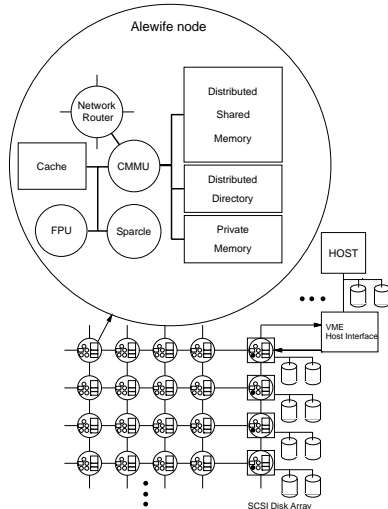 Alewife node
Network
Router
Cache
CMMU
FPU
Sparcle
Distributed
Shared
Memory
Distributed
Directory
Private
Memory
HOST
VME
Host Interface
SCSI Disk Array